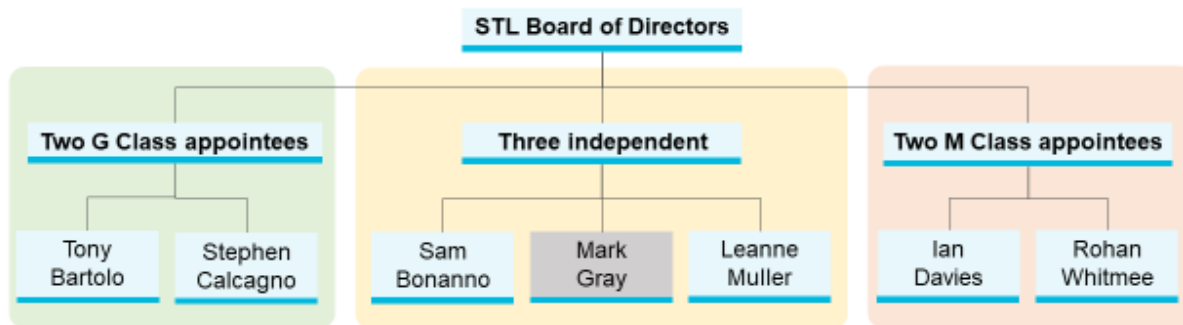 STL Board of Directors
Two G Class appointees
Three independent
Two M Class appointees
Tony
Bartolo
Stephen
Calcagno
Sam
Bonanno
Mark
Gray
Leanne
Muller
Ian
Davies
Rohan
Whitmee